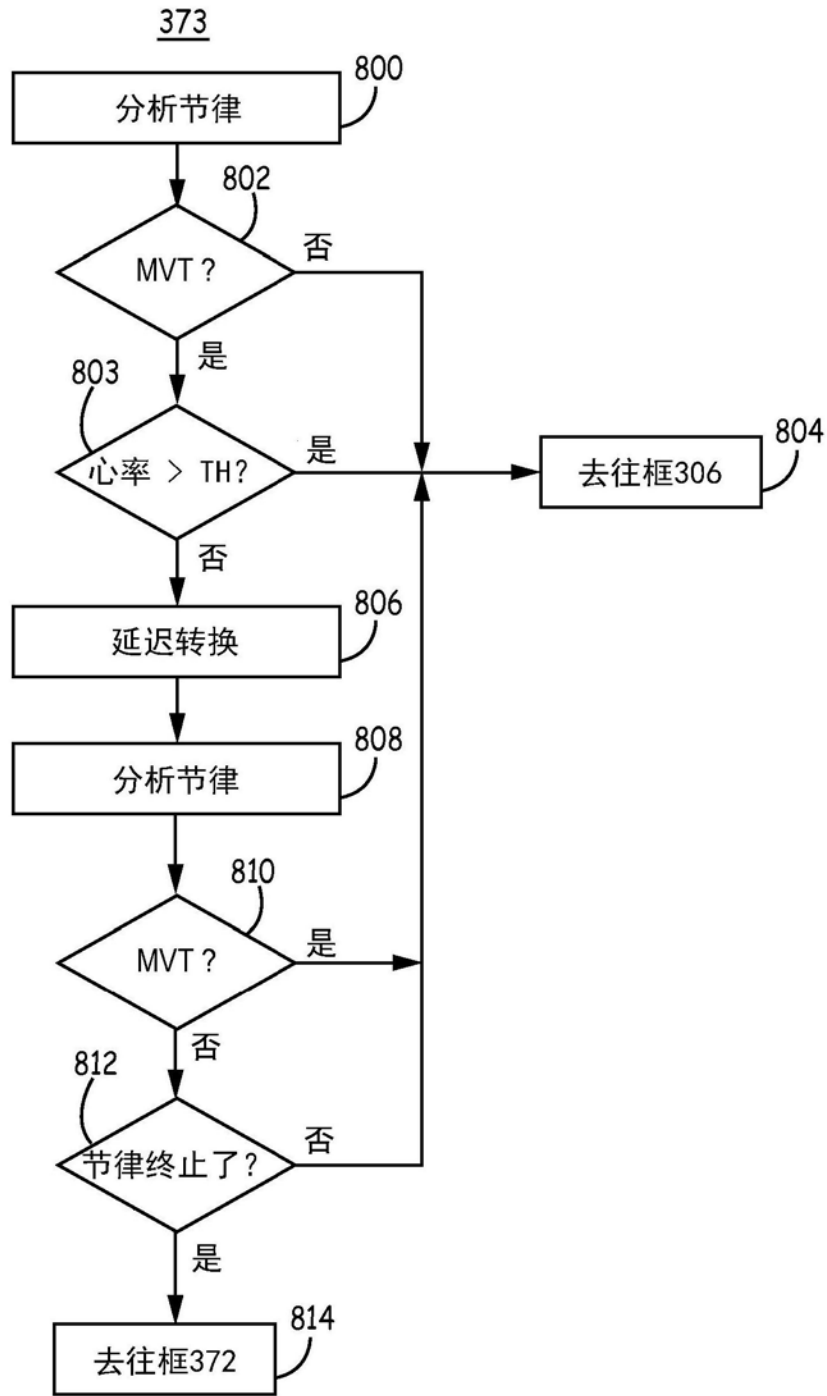 373
800
分析节律
802
MVT？
否
是
803
心率 > TH?
是
804
去往框306
否
806
延迟转换
808
分析节律
810
MVT？
是
否
812
节律终止了?
否
是
814
去往框372